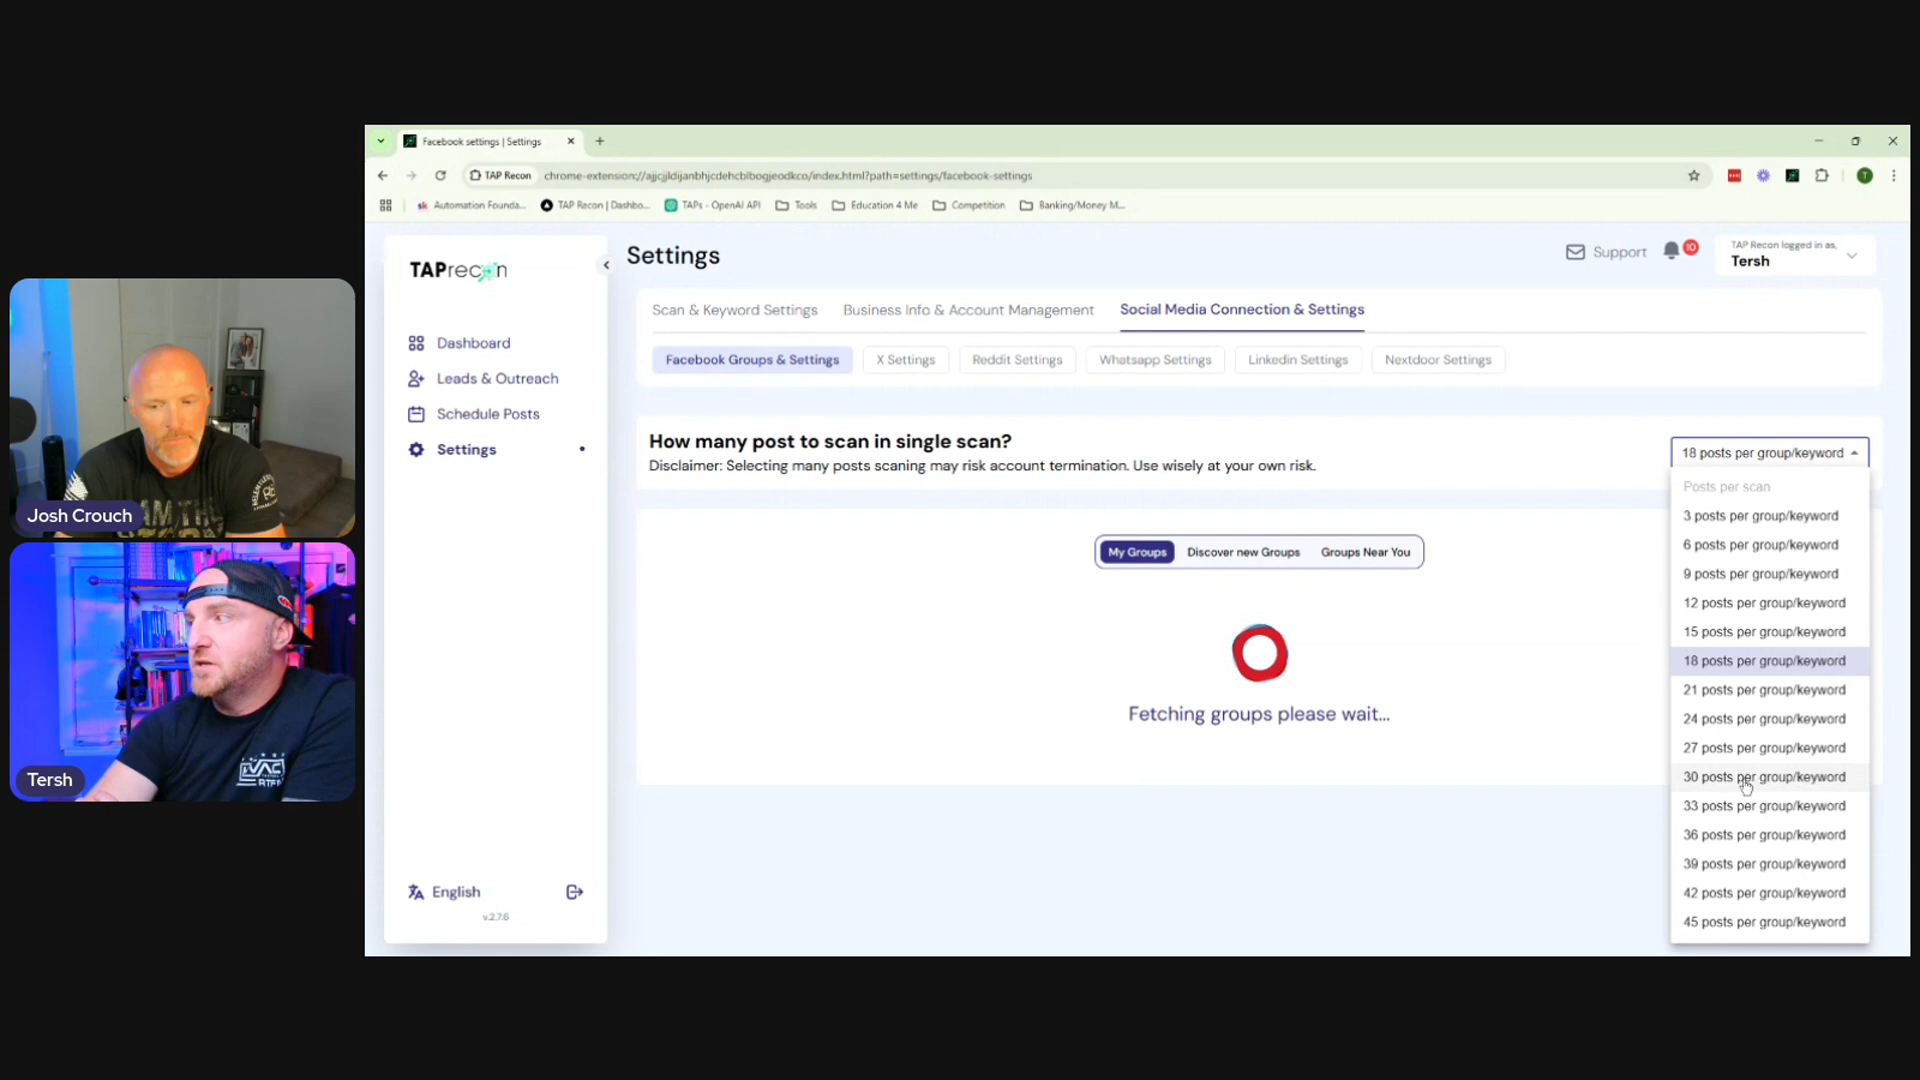 Facebook settings | Settings
TAP Recon
chrome-extension://ajjcjjldijanbhjcdehcblbogjeodkco/index.html?path=settings/facebook-settings
Automation Founda...
TAP Recon | Dashbo...
TAPs - OpenAI API
Tools
Education 4 Me
Competition
Banking/Money M...
TAPrecon
Settings
Support
10
TAP Recon logged in as,
Tersh
Dashboard
Leads & Outreach
Schedule Posts
Settings
English
v.2.7.6
Scan & Keyword Settings
Business Info & Account Management
Social Media Connection & Settings
Facebook Groups & Settings
X Settings
Reddit Settings
Whatsapp Settings
Linkedin Settings
Nextdoor Settings
How many post to scan in single scan?
Disclaimer: Selecting many posts scaning may risk account termination. Use wisely at your own risk.
18 posts per group/keyword
Posts per scan
3 posts per group/keyword
6 posts per group/keyword
9 posts per group/keyword
12 posts per group/keyword
15 posts per group/keyword
18 posts per group/keyword
21 posts per group/keyword
24 posts per group/keyword
27 posts per group/keyword
30 posts per group/keyword
33 posts per group/keyword
36 posts per group/keyword
39 posts per group/keyword
42 posts per group/keyword
45 posts per group/keyword
My Groups
Discover new Groups
Groups Near You
Fetching groups please wait...
Josh Crouch
Tersh